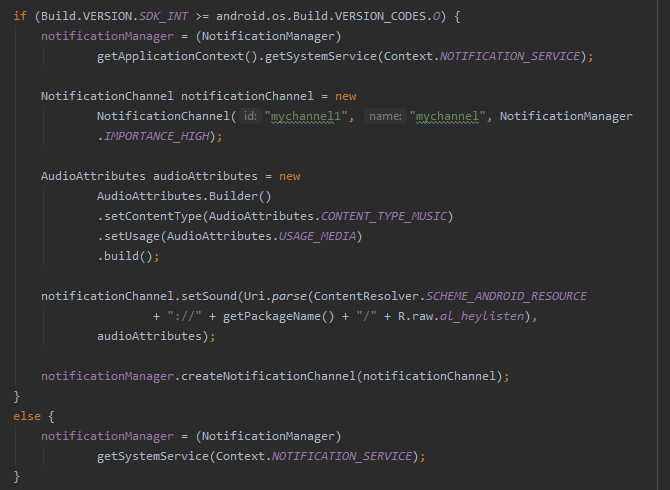 if (Build.VERSION.SDK_INT >= android.os.Build.VERSION_CODES.O) {
notificationManager = (NotificationManager)
getApplicationContext().getSystemService(Context.NOTIFICATION_SERVICE);
NotificationChannel notificationChannel = new
NotificationChannel( id: "mychannel1", name: "mychannel", NotificationManager
.IMPORTANCE_HIGH);
AudioAttributes audioAttributes = new
AudioAttributes.Builder()
.setContentType(AudioAttributes.CONTENT_TYPE_MUSIC)
.setUsage(AudioAttributes.USAGE_MEDIA)
.build();
notificationChannel.setSound(Uri.parse(ContentResolver.SCHEME_ANDROID_RESOURCE
+ "://" + getPackageName() + "/" + R.raw.al_heylisten),
audioAttributes);
notificationManager.createNotificationChannel(notificationChannel);
}
else {
notificationManager = (NotificationManager)
getSystemService(Context.NOTIFICATION_SERVICE);
}